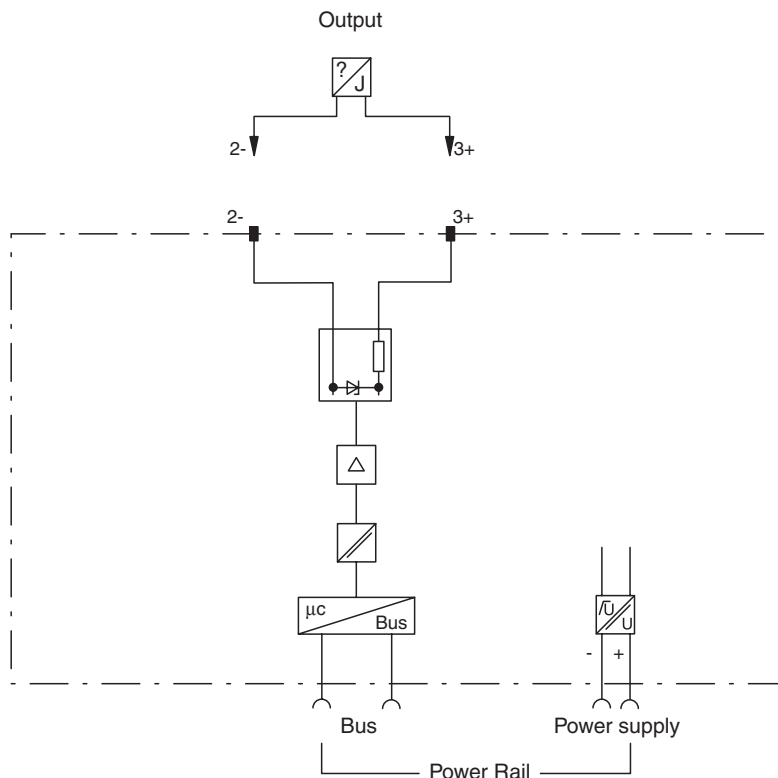 Output
?
J
2-
3+
2-
3+
µc
Bus
/Ū
U
-
+
Bus
Power supply
Power Rail